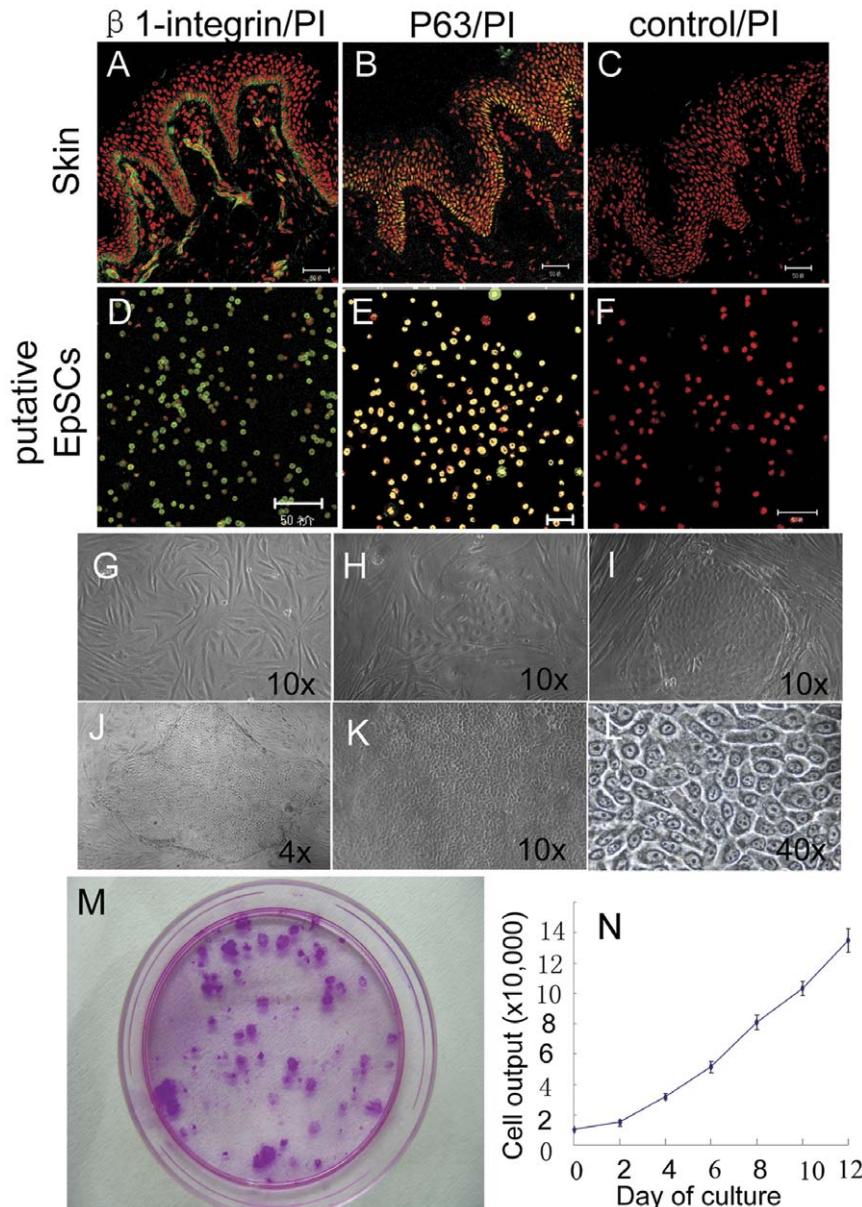 β 1-integrin/PI P63/PI control/PI
Skin
A B C
putative
EpSCs
D E F
50
G H I
10x 10x 10x
J K L
4x 10x 40x
M
N
Cell output (x10,000)
14
12
10
8
6
4
2
0
0 2 4 6 8 10 12
Day of culture